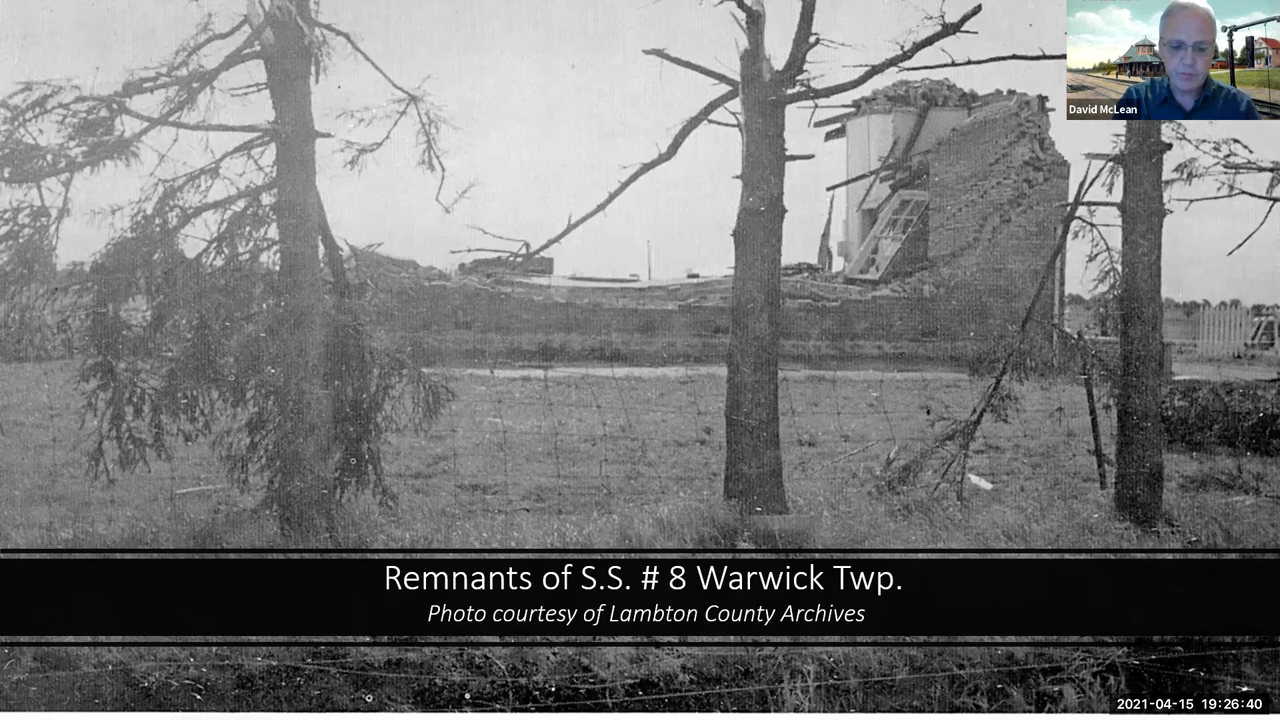 David McLean
Remnants of S.S. # 8 Warwick Twp.
Photo courtesy of Lambton County Archives
2021-04-15 19:26:40